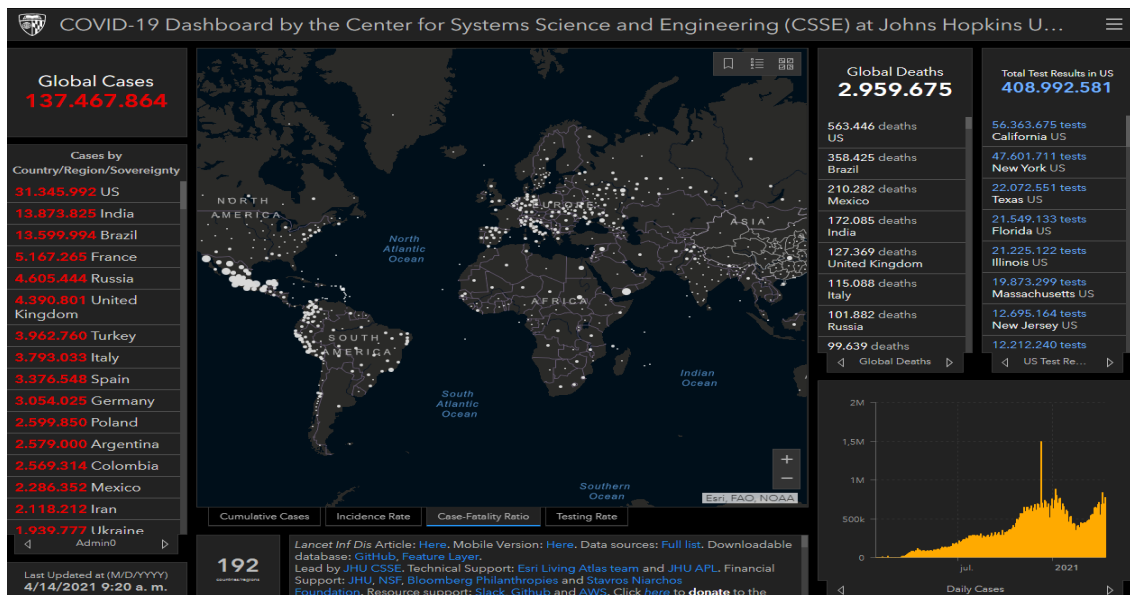 COVID-19 Dashboard by the Center for Systems Science and Engineering (CSSE) at Johns Hopkins U...
Global Cases
137.467.864
Cases by
Country/Region/Sovereignty
31.345.992 US
13.873.825 India
13.599.994 Brazil
5.167.265 France
4.605.444 Russia
4.390.801 United
Kingdom
3.962.760 Turkey
3.793.033 Italy
3.376.548 Spain
3.054.025 Germany
2.599.850 Poland
2.579.000 Argentina
2.569.314 Colombia
2.286.352 Mexico
2.118.212 Iran
1.939.777 Ukraine
Admin0
Last Updated at (M/D/YYYY)
4/14/2021 9:20 a. m.
NORTH
AMERICA
North
Atlantic
Ocean
EUROPE
ASIA
AFRICA
SOUTH
AMERICA
Indian
Ocean
South
Atlantic
Ocean
Southern
Ocean
+
−
Esri, FAO, NOAA
Cumulative Cases
Incidence Rate
Case-Fatality Ratio
Testing Rate
192
countries/regions
Lancet Inf Dis Article: Here. Mobile Version: Here. Data sources: Full list. Downloadable
database: GitHub, Feature Layer.
Lead by JHU CSSE. Technical Support: Esri Living Atlas team and JHU APL. Financial
Support: JHU, NSF, Bloomberg Philanthropies and Stavros Niarchos
Foundation. Resource support: Slack, Github and AWS. Click here to donate to the
Global Deaths
2.959.675
563.446 deaths
US
358.425 deaths
Brazil
210.282 deaths
Mexico
172.085 deaths
India
127.369 deaths
United Kingdom
115.088 deaths
Italy
101.882 deaths
Russia
99.639 deaths
Global Deaths
Total Test Results in US
408.992.581
56.363.675 tests
California US
47.601.711 tests
New York US
22.072.551 tests
Texas US
21.549.133 tests
Florida US
21.225.122 tests
Illinois US
19.873.299 tests
Massachusetts US
12.695.164 tests
New Jersey US
12.212.240 tests
US Test Re...
2M
1,5M
1M
500k
0
jul.
2021
Daily Cases